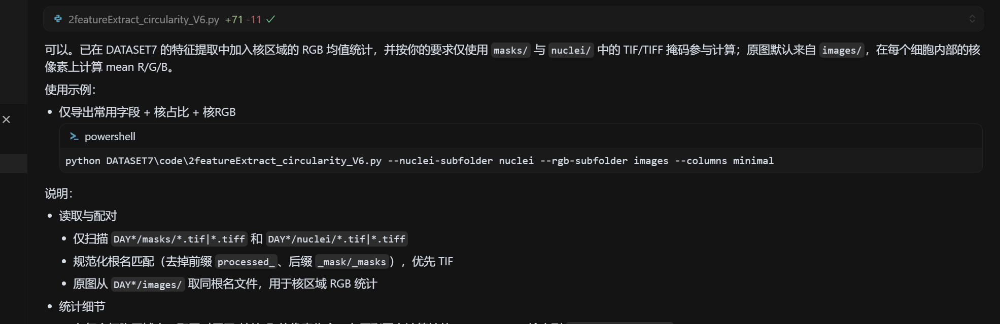 2featureExtract_circularity_V6.py +71 -11
可以。已在 DATASET7 的特征提取中加入核区域的 RGB 均值统计，并按你的要求仅使用 masks/ 与 nuclei/ 中的 TIF/TIFF 掩码参与计算；原图默认来自 images/，在每个细胞内部的核
像素上计算 mean R/G/B。
使用示例：
• 仅导出常用字段 + 核占比 + 核RGB
powershell
python DATASET7\code\2featureExtract_circularity_V6.py --nuclei-subfolder nuclei --rgb-subfolder images --columns minimal
说明：
• 读取与配对
• 仅扫描 DAY*/masks/*.tif|*.tiff 和 DAY*/nuclei/*.tif|*.tiff
• 规范化根名匹配（去掉前缀 processed_、后缀 _mask/_masks），优先 TIF
• 原图从 DAY*/images/ 取同根名文件，用于核区域 RGB 统计
• 统计细节